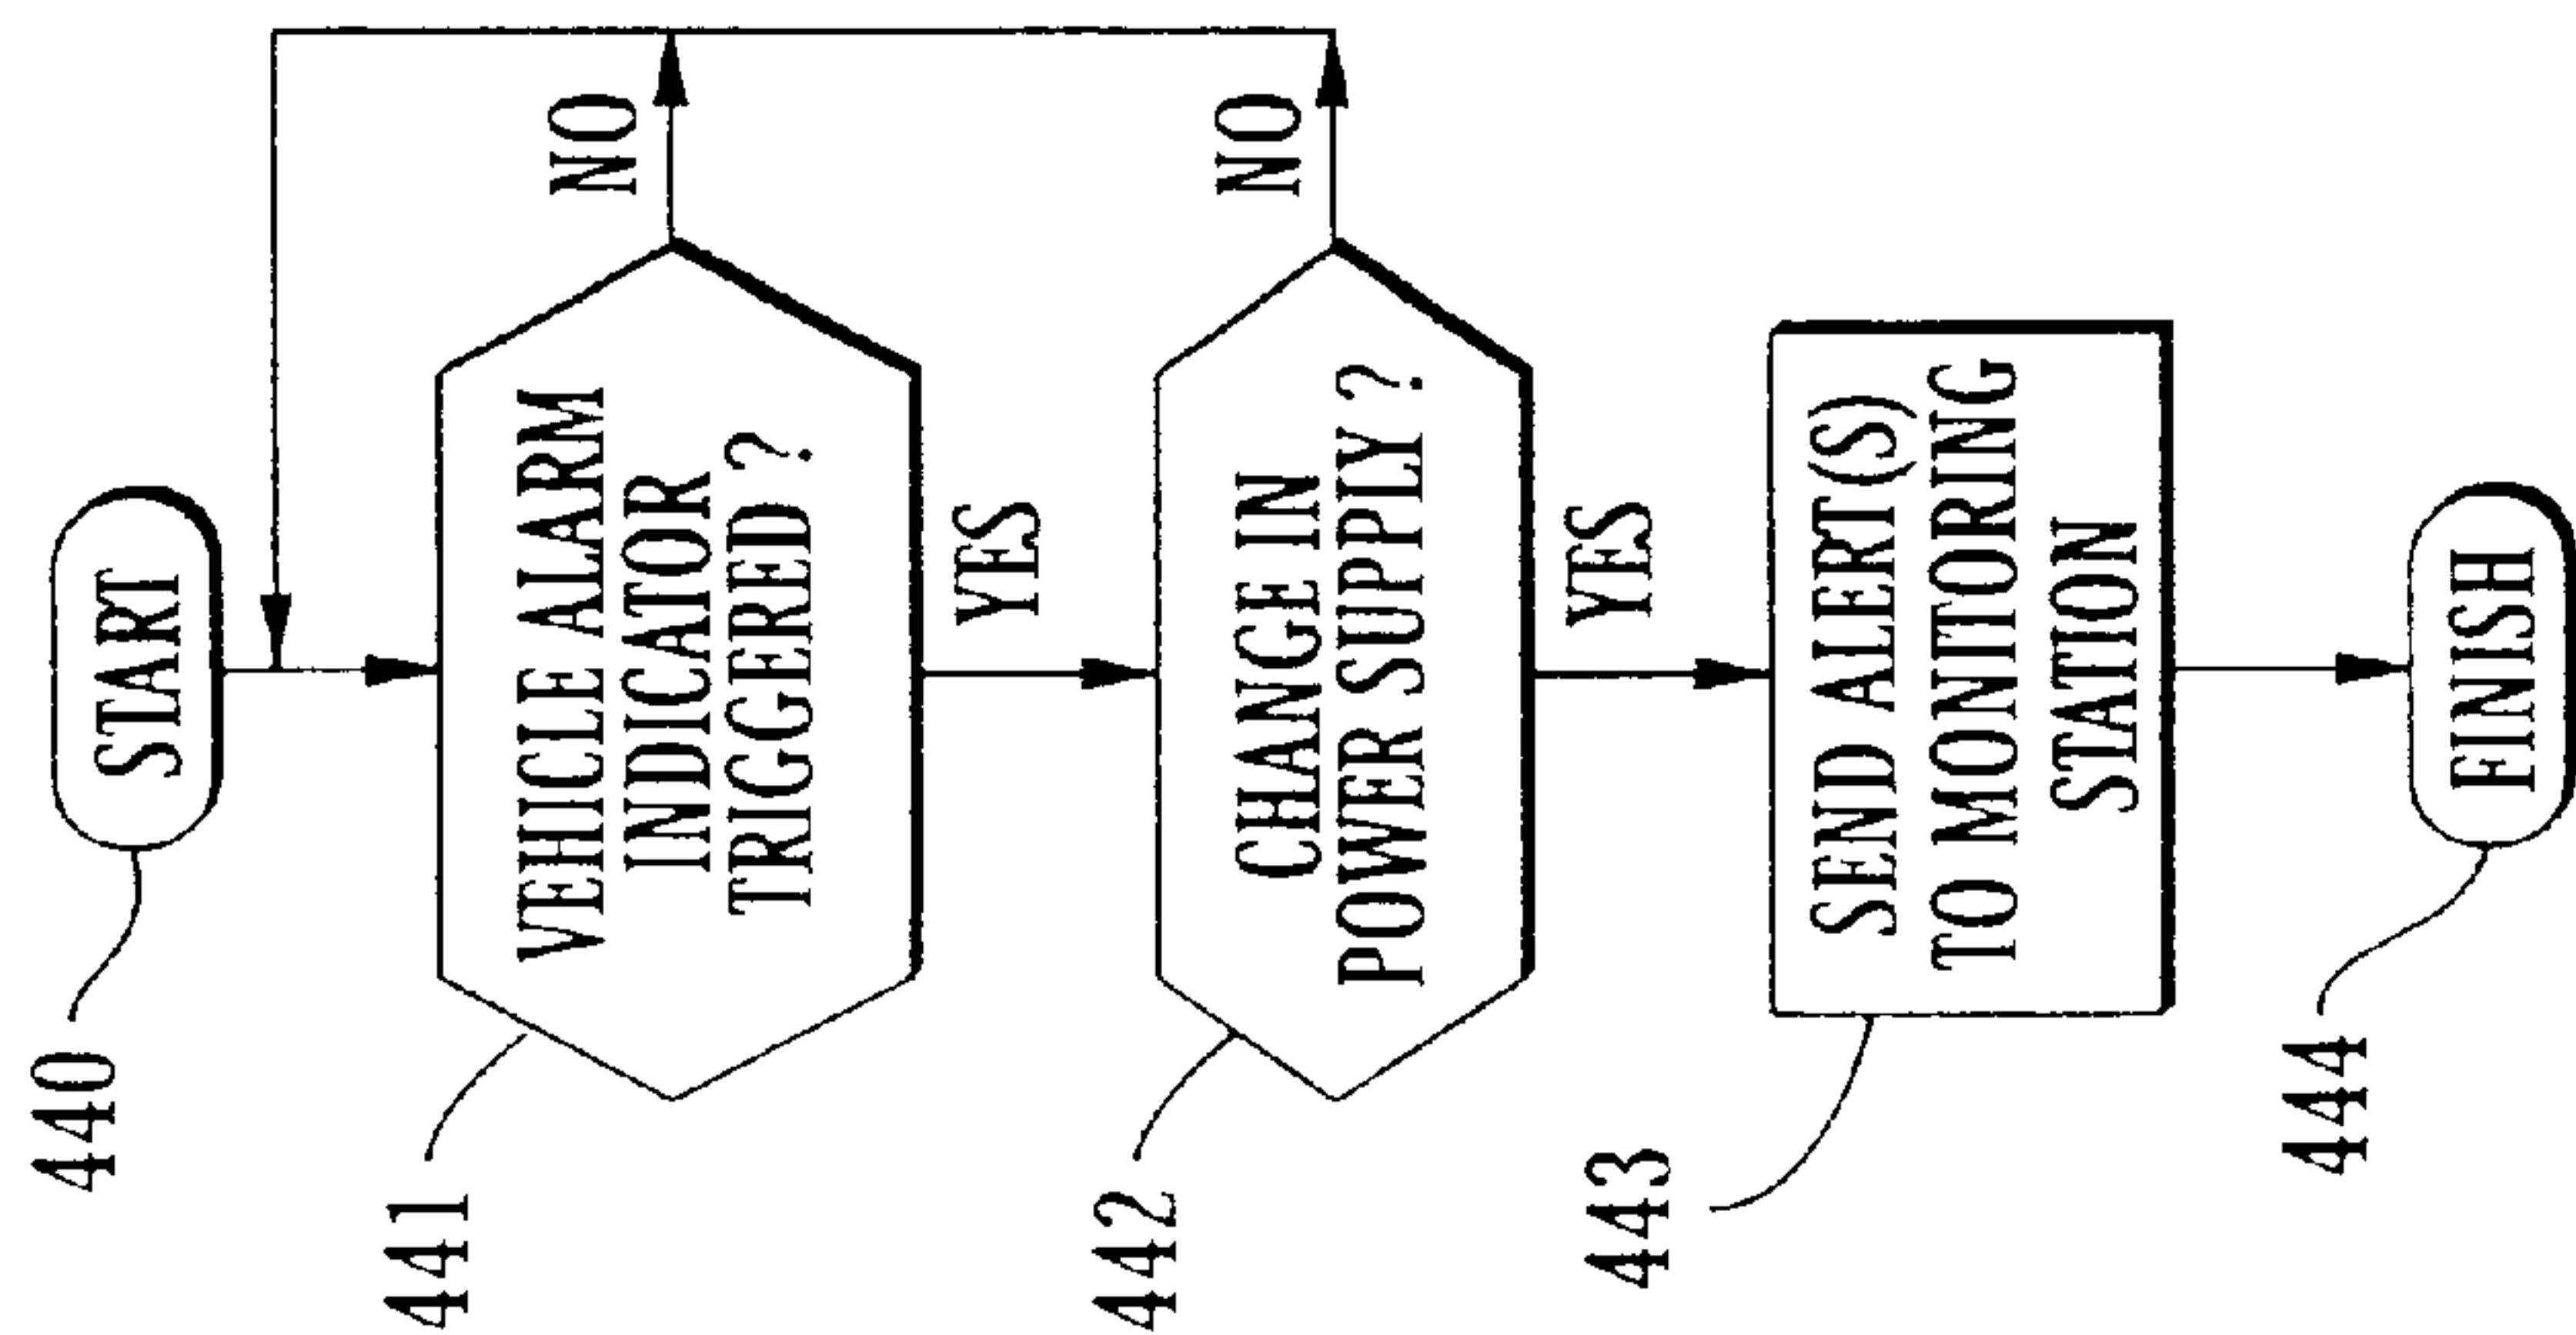 440
START
441
VEHICLE ALARM
INDICATOR
TRIGGERED ?
NO
YES
442
CHANGE IN
POWER SUPPLY ?
NO
YES
443
SEND ALERT(S)
TO MONITORING
STATION
444
FINISH